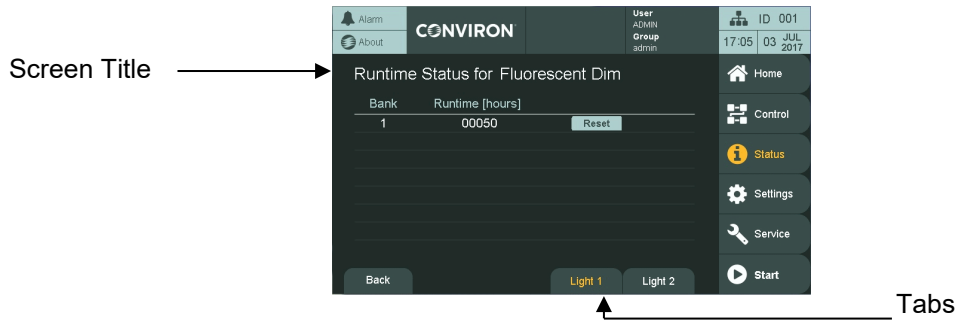 Alarm
About
CONVIRON
User
ADMIN
Group
admin
ID 001
17:05 03 JUL 2017
Screen Title
Runtime Status for Fluorescent Dim
Bank Runtime [hours]
1 00050 Reset
Home
Control
Status
Settings
Service
Start
Back
Light 1
Light 2
Tabs